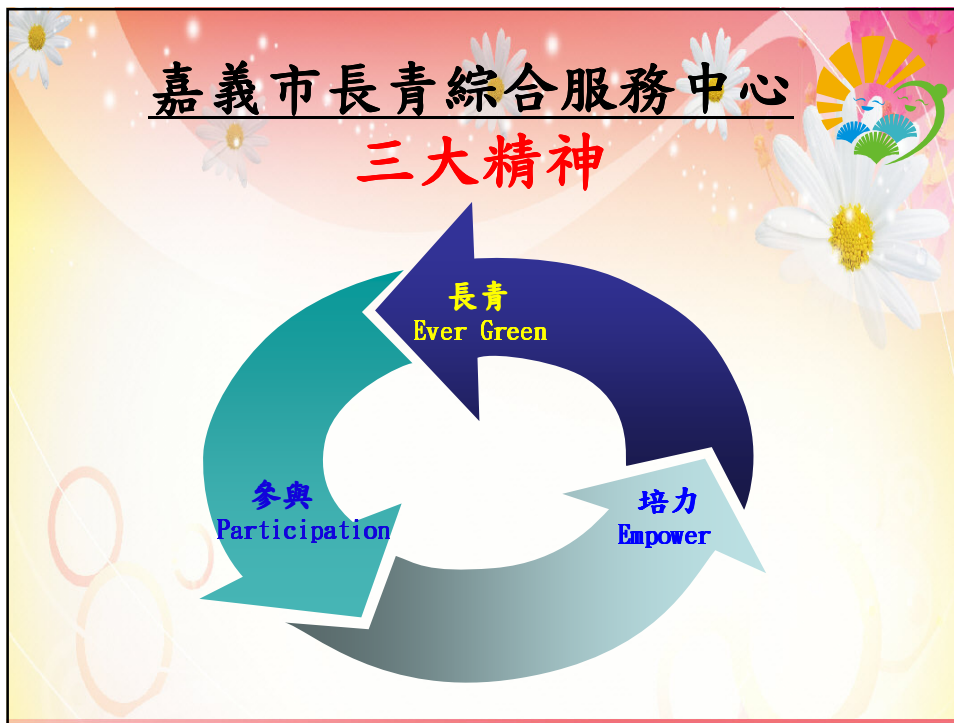 嘉義市長青綜合服務中心
三大精神
長青
Ever Green
參與
Participation
培力
Empower